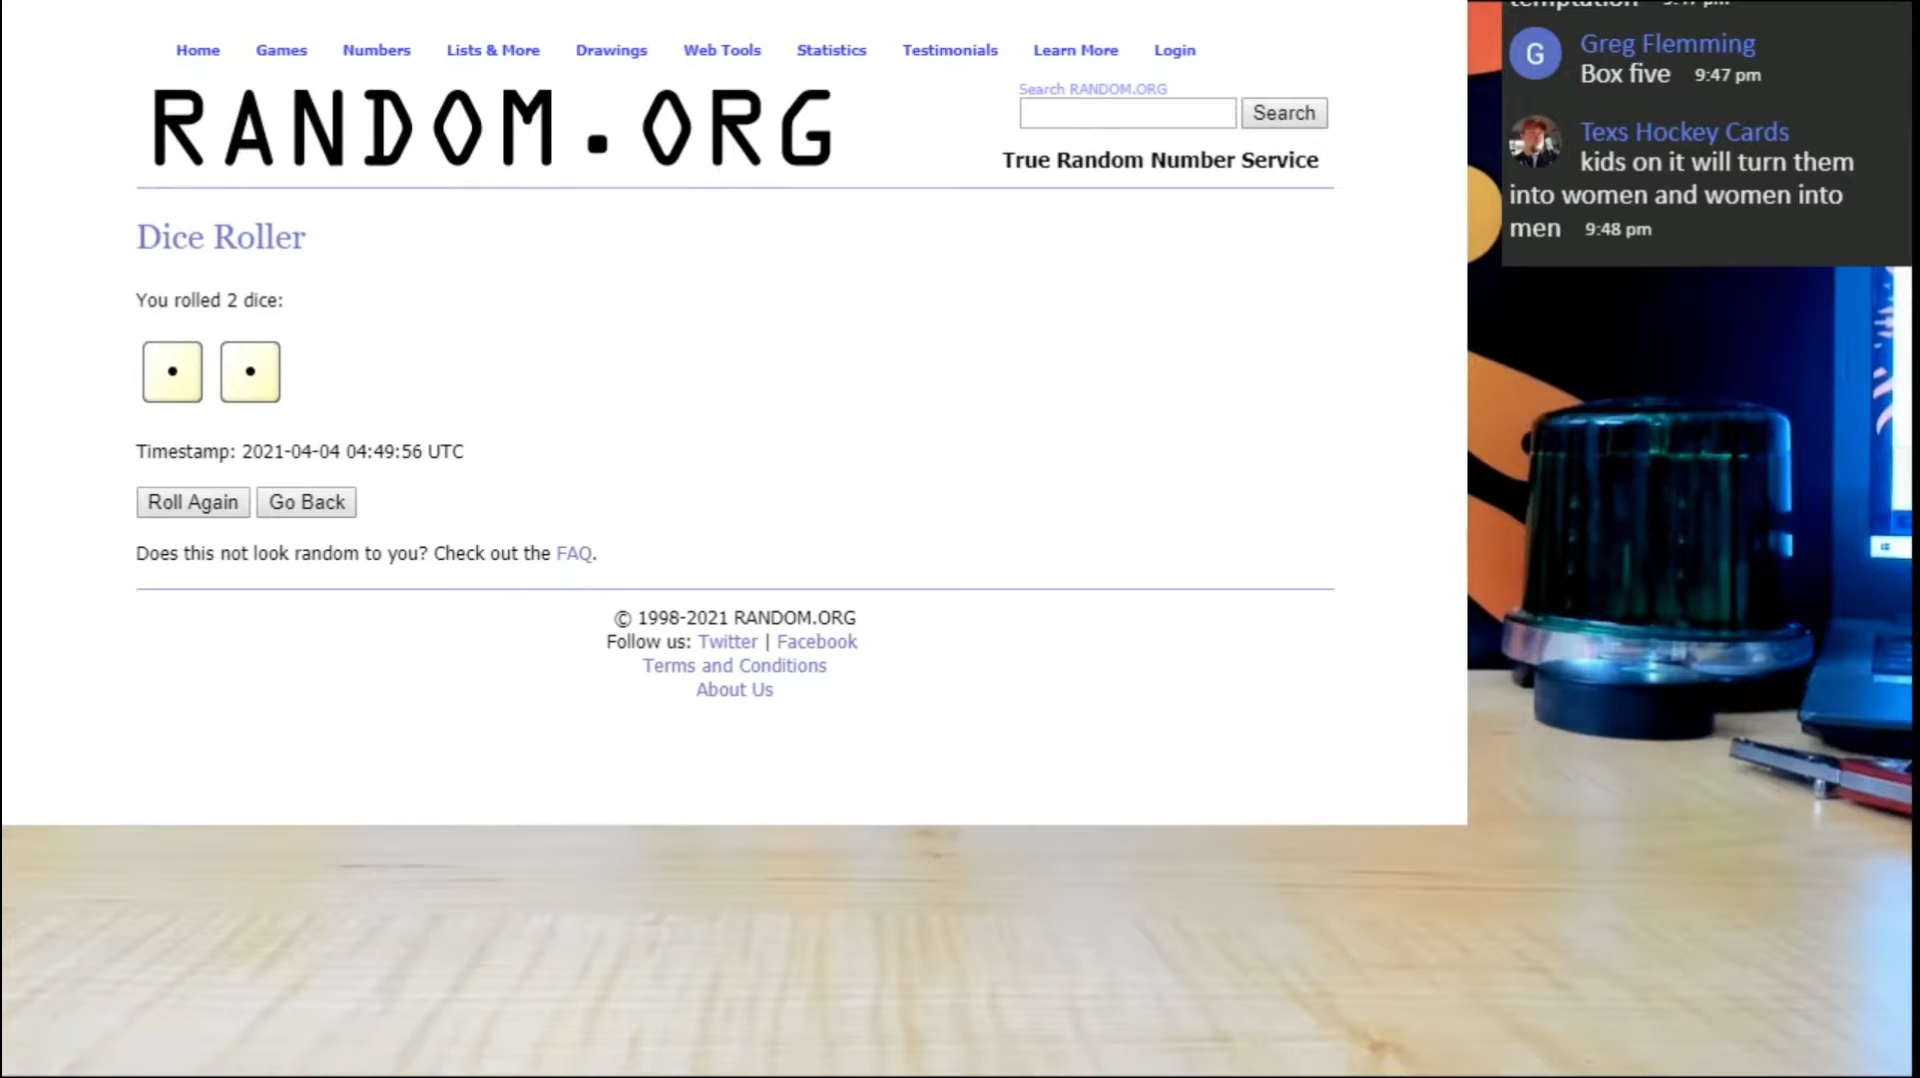 Home Games Numbers Lists & More Drawings Web Tools Statistics Testimonials Learn More Login
RANDOM.ORG
Search RANDOM.ORG
Search
True Random Number Service
Dice Roller
You rolled 2 dice:
Timestamp: 2021-04-04 04:49:56 UTC
Roll Again Go Back
Does this not look random to you? Check out the FAQ.
© 1998-2021 RANDOM.ORG
Follow us: Twitter | Facebook
Terms and Conditions
About Us
temptation 9:47 pm
G Greg Flemming
Box five 9:47 pm
Texs Hockey Cards
kids on it will turn them
into women and women into
men 9:48 pm